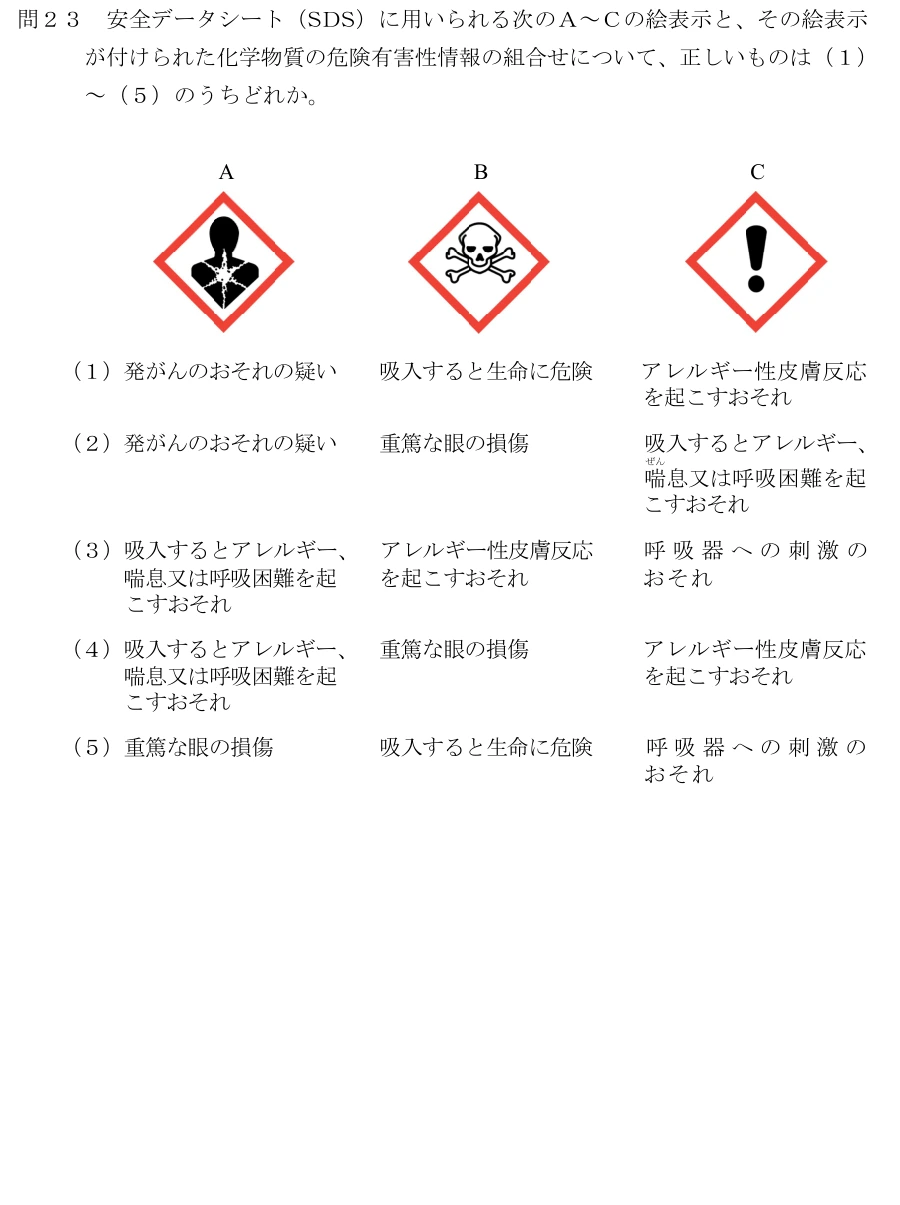 問２３　安全データシート（SDS）に用いられる次のＡ～Ｃの絵表示と、その絵表示
が付けられた化学物質の危険有害性情報の組合せについて、正しいものは（１）
～（５）のうちどれか。
A B C
（１）発がんのおそれの疑い　吸入すると生命に危険　アレルギー性皮膚反応
を起こすおそれ
（２）発がんのおそれの疑い　重篤な眼の損傷　吸入するとアレルギー、
ぜん
喘息又は呼吸困難を起
こすおそれ
（３）吸入するとアレルギー、　アレルギー性皮膚反応　呼吸器への刺激の
喘息又は呼吸困難を起　を起こすおそれ　おそれ
こすおそれ
（４）吸入するとアレルギー、　重篤な眼の損傷　アレルギー性皮膚反応
喘息又は呼吸困難を起　を起こすおそれ
こすおそれ
（５）重篤な眼の損傷　吸入すると生命に危険　呼吸器への刺激の
おそれ